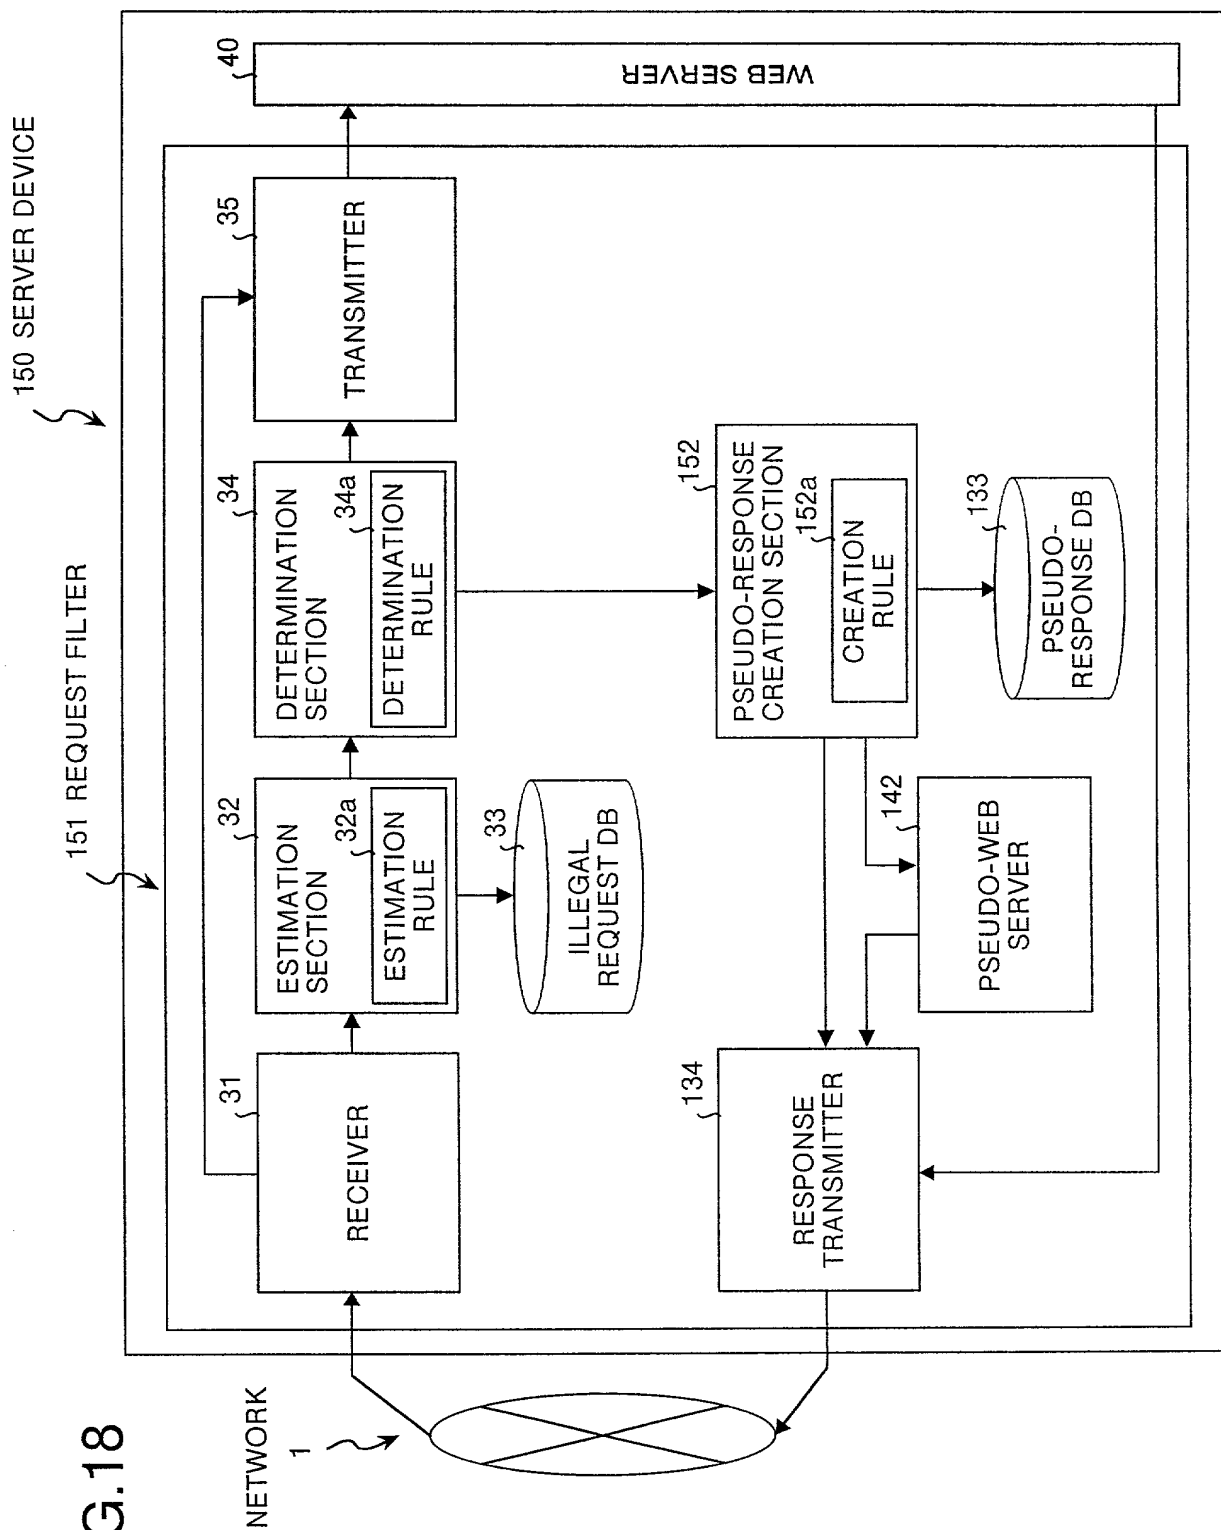 G.18
150 SERVER DEVICE
151 REQUEST FILTER
NETWORK
1
31
RECEIVER
32
ESTIMATION
SECTION
32a
ESTIMATION
RULE
33
ILLEGAL
REQUEST DB
34
DETERMINATION
SECTION
34a
DETERMINATION
RULE
35
TRANSMITTER
40
WEB SERVER
134
RESPONSE
TRANSMITTER
142
PSEUDO-WEB
SERVER
152
PSEUDO-RESPONSE
CREATION SECTION
152a
CREATION
RULE
133
PSEUDO-
RESPONSE DB